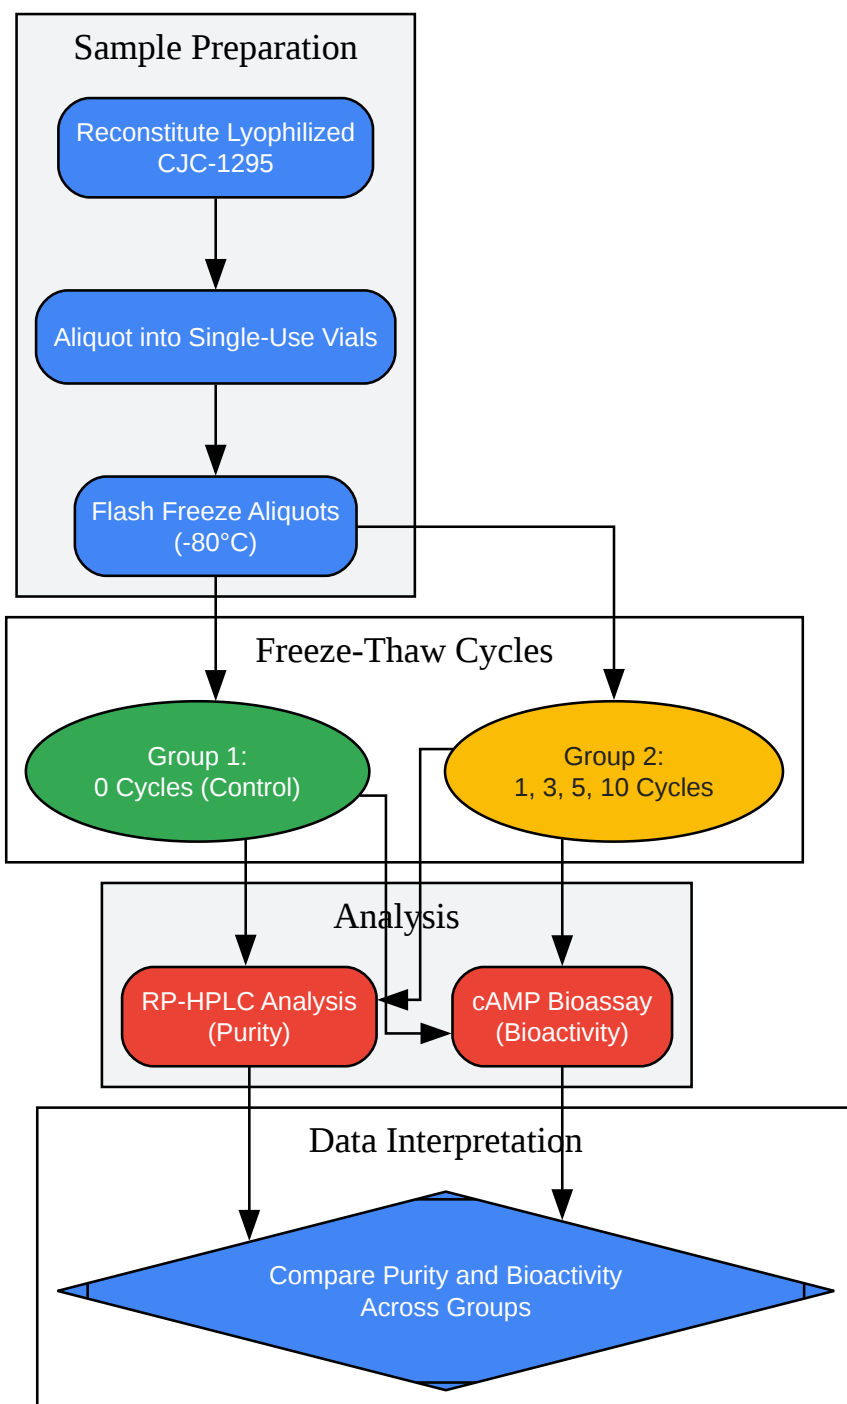 Sample Preparation
Reconstitute Lyophilized
CJC-1295
Aliquot into Single-Use Vials
Flash Freeze Aliquots
(-80°C)
Freeze-Thaw Cycles
Group 1:
0 Cycles (Control)
Group 2:
1, 3, 5, 10 Cycles
Analysis
RP-HPLC Analysis
(Purity)
cAMP Bioassay
(Bioactivity)
Data Interpretation
Compare Purity and Bioactivity
Across Groups